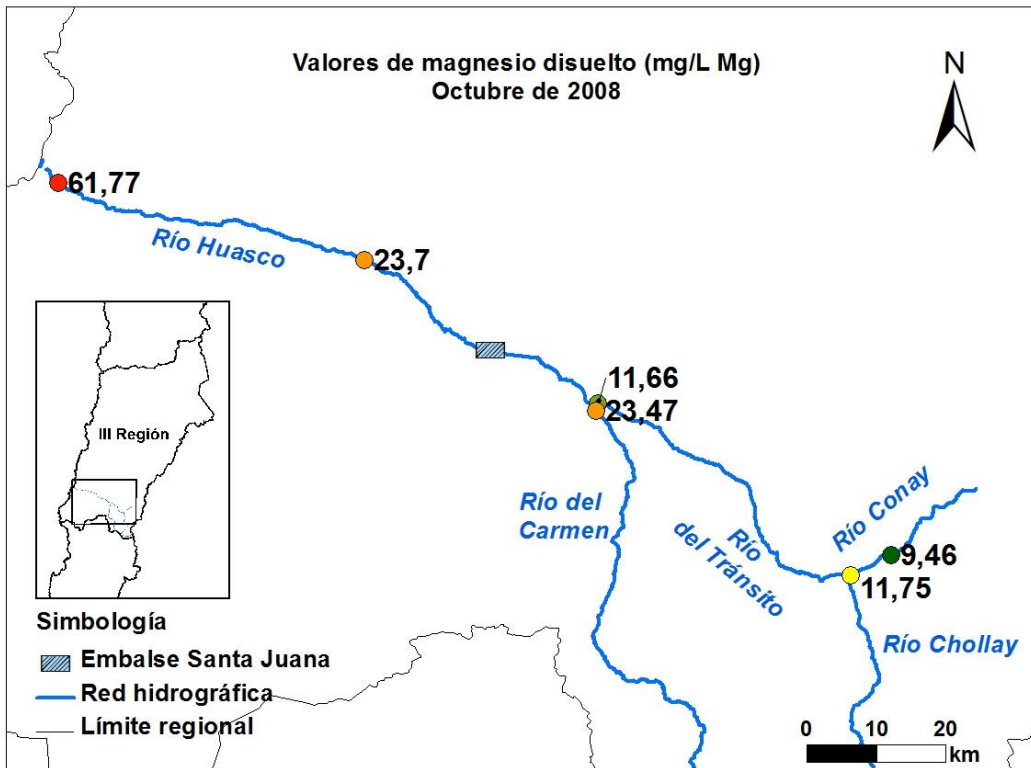 Valores de magnesio disuelto (mg/L Mg)
Octubre de 2008
N
61,77
Río Huasco
23,7
11,66
23,47
III Región
Río del
Carmen
Río
del Tránsito
Río Conay
9,46
11,75
Río Chollay
Simbología
Embalse Santa Juana
Red hidrográfica
Límite regional
0 10 20
km